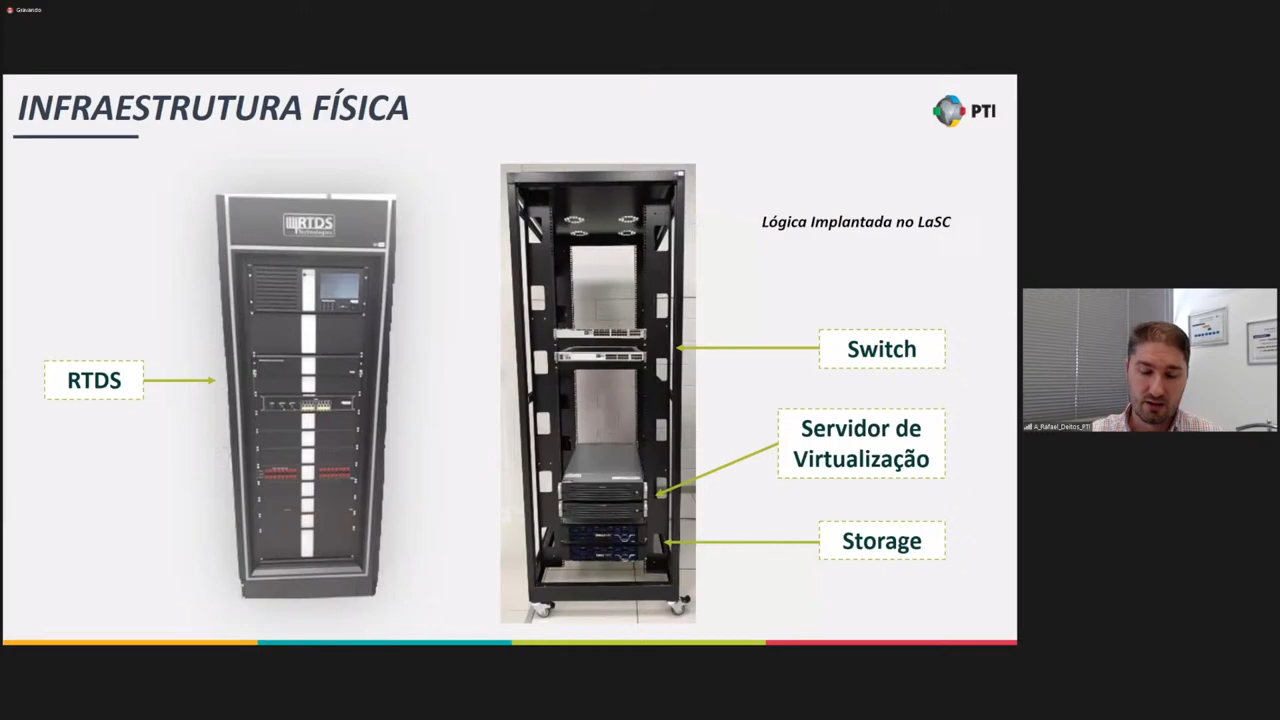 Gravando
INFRAESTRUTURA FÍSICA
PTI
RTDS
Technologies
Lógica Implantada no LaSC
Switch
RTDS
Servidor de
Virtualização
Storage
A_Rafael_Deitos_PTI